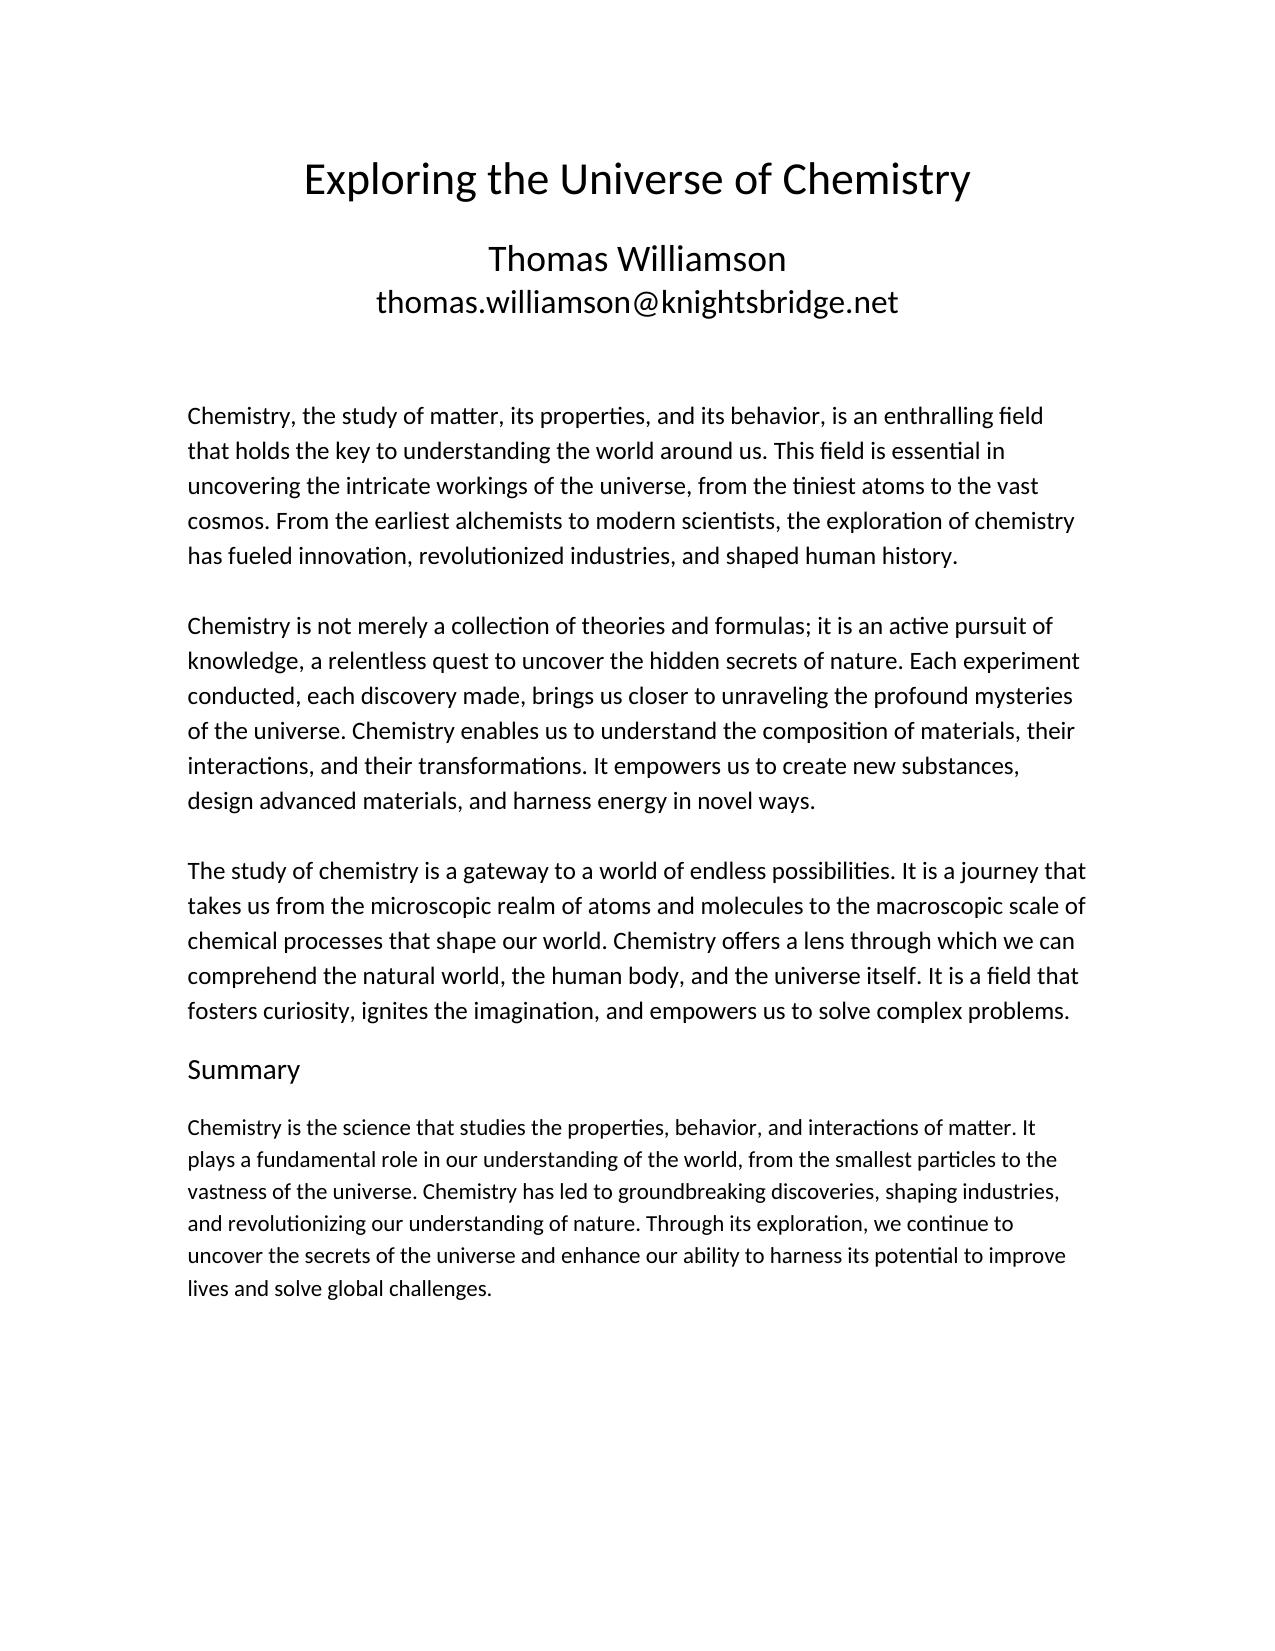 Exploring the Universe of Chemistry
Thomas Williamson
thomas.williamson@knightsbridge.net
Chemistry, the study of matter, its properties, and its behavior, is an enthralling field
that holds the key to understanding the world around us. This field is essential in
uncovering the intricate workings of the universe, from the tiniest atoms to the vast
cosmos. From the earliest alchemists to modern scientists, the exploration of chemistry
has fueled innovation, revolutionized industries, and shaped human history.
Chemistry is not merely a collection of theories and formulas; it is an active pursuit of
knowledge, a relentless quest to uncover the hidden secrets of nature. Each experiment
conducted, each discovery made, brings us closer to unraveling the profound mysteries
of the universe. Chemistry enables us to understand the composition of materials, their
interactions, and their transformations. It empowers us to create new substances,
design advanced materials, and harness energy in novel ways.
The study of chemistry is a gateway to a world of endless possibilities. It is a journey that
takes us from the microscopic realm of atoms and molecules to the macroscopic scale of
chemical processes that shape our world. Chemistry offers a lens through which we can
comprehend the natural world, the human body, and the universe itself. It is a field that
fosters curiosity, ignites the imagination, and empowers us to solve complex problems.
Summary
Chemistry is the science that studies the properties, behavior, and interactions of matter. It
plays a fundamental role in our understanding of the world, from the smallest particles to the
vastness of the universe. Chemistry has led to groundbreaking discoveries, shaping industries,
and revolutionizing our understanding of nature. Through its exploration, we continue to
uncover the secrets of the universe and enhance our ability to harness its potential to improve
lives and solve global challenges.